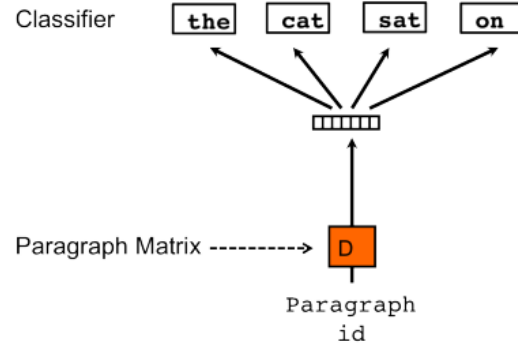 Classifier
the cat sat on
Paragraph Matrix
D
Paragraph
id